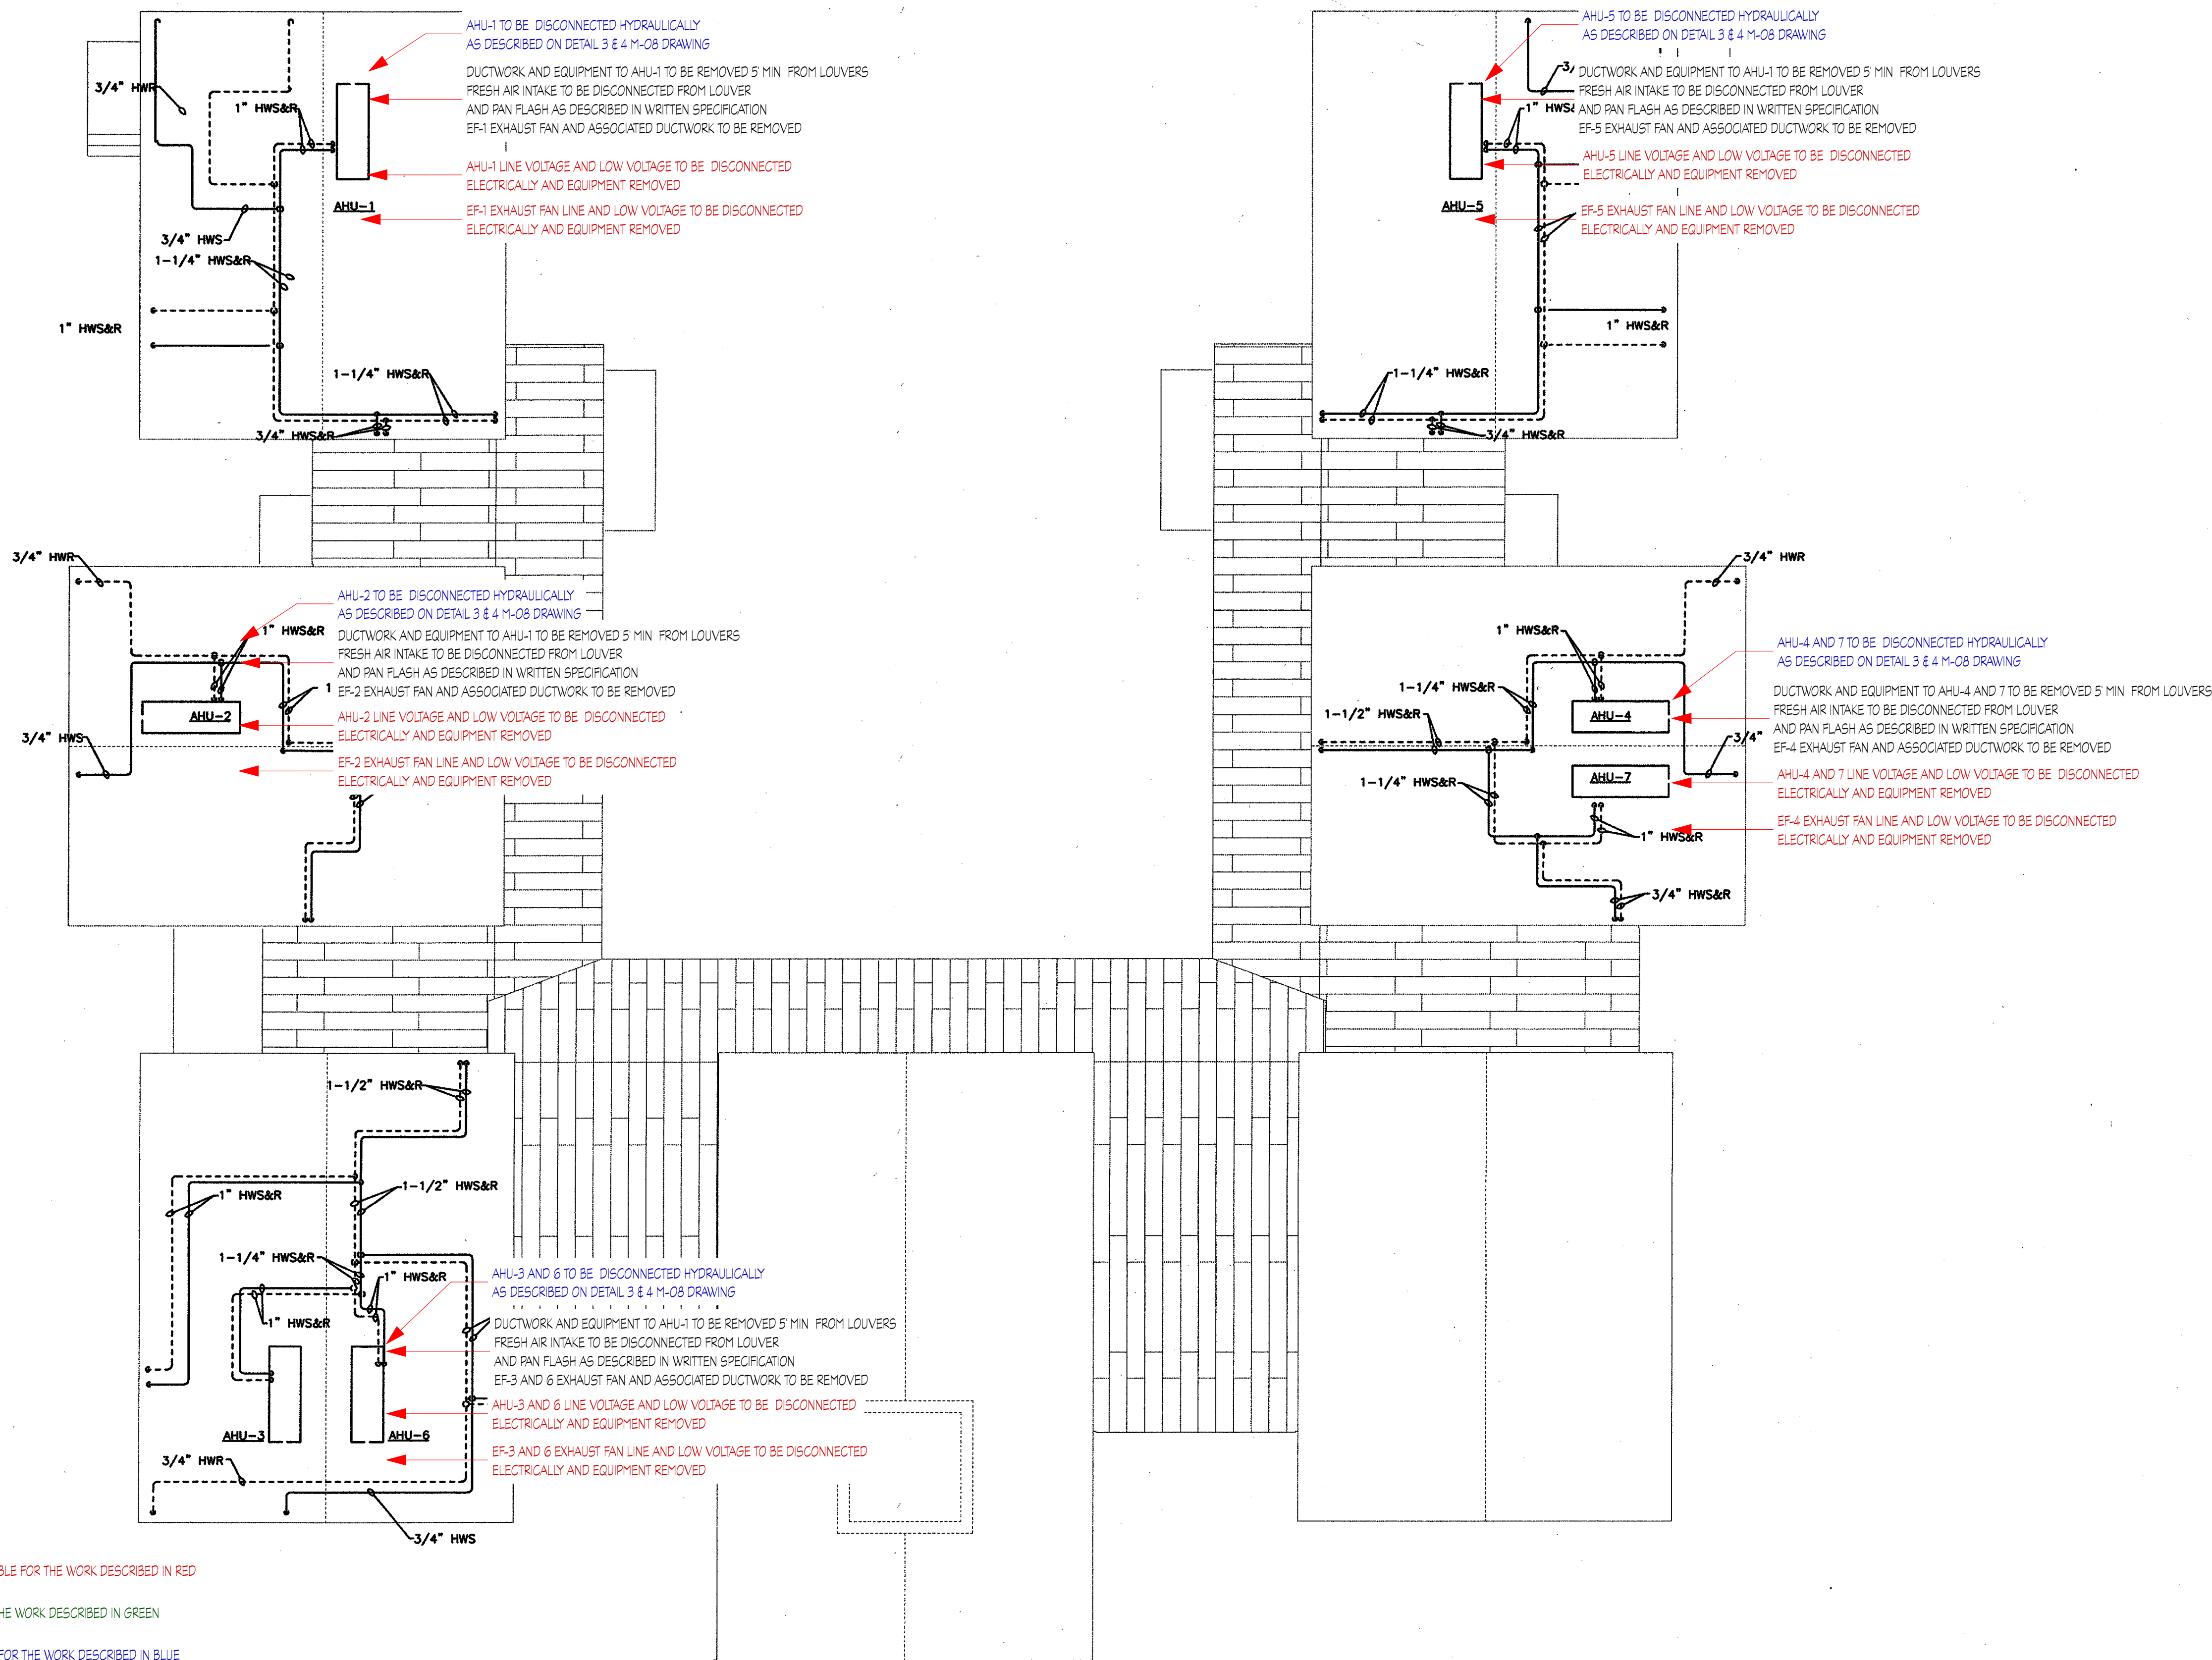 3/4" HWR
1" HWS&R
AHU-1 TO BE DISCONNECTED HYDRAULICALLY
AS DESCRIBED ON DETAIL 3 & 4 M-08 DRAWING
DUCTWORK AND EQUIPMENT TO AHU-1 TO BE REMOVED 5' MIN FROM LOUVERS
FRESH AIR INTAKE TO BE DISCONNECTED FROM LOUVER
AND PAN FLASH AS DESCRIBED IN WRITTEN SPECIFICATION
EF-1 EXHAUST FAN AND ASSOCIATED DUCTWORK TO BE REMOVED
AHU-1 LINE VOLTAGE AND LOW VOLTAGE TO BE DISCONNECTED
ELECTRICALLY AND EQUIPMENT REMOVED
AHU-1
EF-1 EXHAUST FAN LINE AND LOW VOLTAGE TO BE DISCONNECTED
ELECTRICALLY AND EQUIPMENT REMOVED
3/4" HWS
1-1/4" HWS&R
1" HWS&R
1-1/4" HWS&R
3/4" HWS&R
AHU-5 TO BE DISCONNECTED HYDRAULICALLY
AS DESCRIBED ON DETAIL 3 & 4 M-08 DRAWING
3/
DUCTWORK AND EQUIPMENT TO AHU-1 TO BE REMOVED 5' MIN FROM LOUVERS
FRESH AIR INTAKE TO BE DISCONNECTED FROM LOUVER
1" HWS&
AND PAN FLASH AS DESCRIBED IN WRITTEN SPECIFICATION
EF-5 EXHAUST FAN AND ASSOCIATED DUCTWORK TO BE REMOVED
AHU-5 LINE VOLTAGE AND LOW VOLTAGE TO BE DISCONNECTED
ELECTRICALLY AND EQUIPMENT REMOVED
AHU-5
EF-5 EXHAUST FAN LINE AND LOW VOLTAGE TO BE DISCONNECTED
ELECTRICALLY AND EQUIPMENT REMOVED
1" HWS&R
1-1/4" HWS&R
3/4" HWS&R
3/4" HWR
AHU-2 TO BE DISCONNECTED HYDRAULICALLY
AS DESCRIBED ON DETAIL 3 & 4 M-08 DRAWING
1" HWS&R
DUCTWORK AND EQUIPMENT TO AHU-1 TO BE REMOVED 5' MIN FROM LOUVERS
FRESH AIR INTAKE TO BE DISCONNECTED FROM LOUVER
AND PAN FLASH AS DESCRIBED IN WRITTEN SPECIFICATION
1
EF-2 EXHAUST FAN AND ASSOCIATED DUCTWORK TO BE REMOVED
AHU-2
AHU-2 LINE VOLTAGE AND LOW VOLTAGE TO BE DISCONNECTED
ELECTRICALLY AND EQUIPMENT REMOVED
3/4" HWS
EF-2 EXHAUST FAN LINE AND LOW VOLTAGE TO BE DISCONNECTED
ELECTRICALLY AND EQUIPMENT REMOVED
3/4" HWR
1" HWS&R
AHU-4 AND 7 TO BE DISCONNECTED HYDRAULICALLY
AS DESCRIBED ON DETAIL 3 & 4 M-08 DRAWING
1-1/4" HWS&R
DUCTWORK AND EQUIPMENT TO AHU-4 AND 7 TO BE REMOVED 5' MIN FROM LOUVERS
FRESH AIR INTAKE TO BE DISCONNECTED FROM LOUVER
AND PAN FLASH AS DESCRIBED IN WRITTEN SPECIFICATION
EF-4 EXHAUST FAN AND ASSOCIATED DUCTWORK TO BE REMOVED
1-1/2" HWS&R
AHU-4
3/4"
AHU-4 AND 7 LINE VOLTAGE AND LOW VOLTAGE TO BE DISCONNECTED
ELECTRICALLY AND EQUIPMENT REMOVED
AHU-7
1-1/4" HWS&R
EF-4 EXHAUST FAN LINE AND LOW VOLTAGE TO BE DISCONNECTED
ELECTRICALLY AND EQUIPMENT REMOVED
1" HWS&R
3/4" HWS&R
1-1/2" HWS&R
1" HWS&R
1-1/2" HWS&R
1-1/4" HWS&R
1" HWS&R
AHU-3 AND 6 TO BE DISCONNECTED HYDRAULICALLY
AS DESCRIBED ON DETAIL 3 & 4 M-08 DRAWING
1" HWS&R
DUCTWORK AND EQUIPMENT TO AHU-1 TO BE REMOVED 5' MIN FROM LOUVERS
FRESH AIR INTAKE TO BE DISCONNECTED FROM LOUVER
AND PAN FLASH AS DESCRIBED IN WRITTEN SPECIFICATION
EF-3 AND 6 EXHAUST FAN AND ASSOCIATED DUCTWORK TO BE REMOVED
AHU-3 AND 6 LINE VOLTAGE AND LOW VOLTAGE TO BE DISCONNECTED
ELECTRICALLY AND EQUIPMENT REMOVED
AHU-3
AHU-6
EF-3 AND 6 EXHAUST FAN LINE AND LOW VOLTAGE TO BE DISCONNECTED
ELECTRICALLY AND EQUIPMENT REMOVED
3/4" HWR
3/4" HWS
BLE FOR THE WORK DESCRIBED IN RED
HE WORK DESCRIBED IN GREEN
FOR THE WORK DESCRIBED IN BLUE